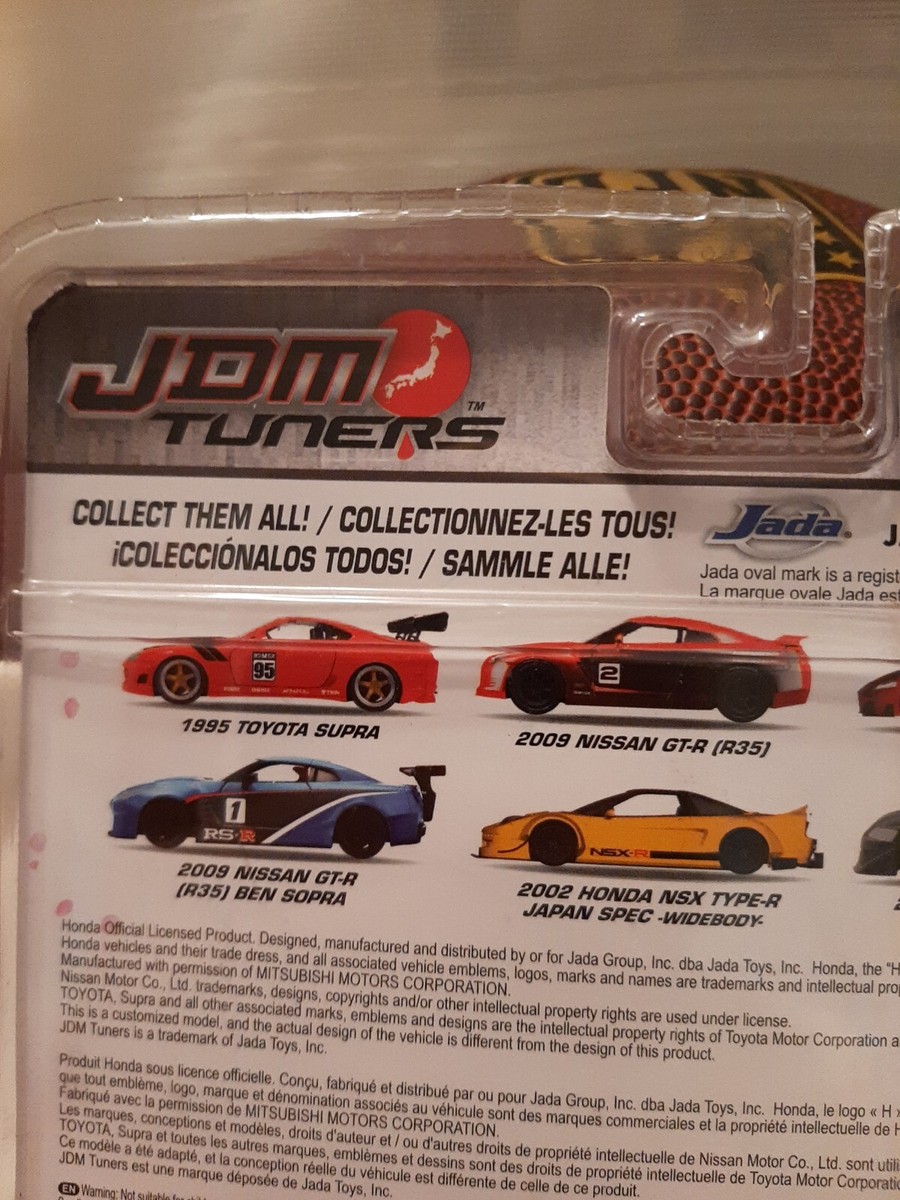 JDM
TUNERS™
COLLECT THEM ALL! / COLLECTIONNEZ-LES TOUS!
¡COLECCIÓNALOS TODOS! / SAMMLE ALLE!
Jada®
Jada oval mark is a regist
La marque ovale Jada est
95
1995 TOYOTA SUPRA
2
2009 NISSAN GT-R (R35)
1
RS-R
2009 NISSAN GT-R
(R35) BEN SOPRA
NSX-R
2002 HONDA NSX TYPE-R
JAPAN SPEC -WIDEBODY-
Honda Official Licensed Product. Designed, manufactured and distributed by or for Jada Group, Inc. dba Jada Toys, Inc. Honda, the "H
Honda vehicles and their trade dress, and all associated vehicle emblems, logos, marks and names are trademarks and intellectual prop
Manufactured with permission of MITSUBISHI MOTORS CORPORATION.
Nissan Motor Co., Ltd. trademarks, designs, copyrights and/or other intellectual property rights are used under license.
TOYOTA, Supra and all other associated marks, emblems and designs are the intellectual property rights of Toyota Motor Corporation a
This is a customized model, and the actual design of the vehicle is different from the design of this product.
JDM Tuners is a trademark of Jada Toys, Inc.
Produit Honda sous licence officielle. Conçu, fabriqué et distribué par ou pour Jada Group, Inc. dba Jada Toys, Inc. Honda, le logo « H »
que tout emblème, logo, marque et dénomination associés au véhicule sont des marques commerciales et la propriété intellectuelle de H
Fabriqué avec la permission de MITSUBISHI MOTORS CORPORATION.
Les marques, conceptions et modèles, droits d'auteur et / ou d'autres droits de propriété intellectuelle de Nissan Motor Co., Ltd. sont utili
TOYOTA, Supra et toutes les autres marques, emblèmes et dessins sont des droits de propriété intellectuelle de Toyota Motor Corporatio
Ce modèle a été adapté, et la conception réelle du véhicule est différente de celle de ce produit.
JDM Tuners est une marque déposée de Jada Toys, Inc.
EN Warning: Not suitable for